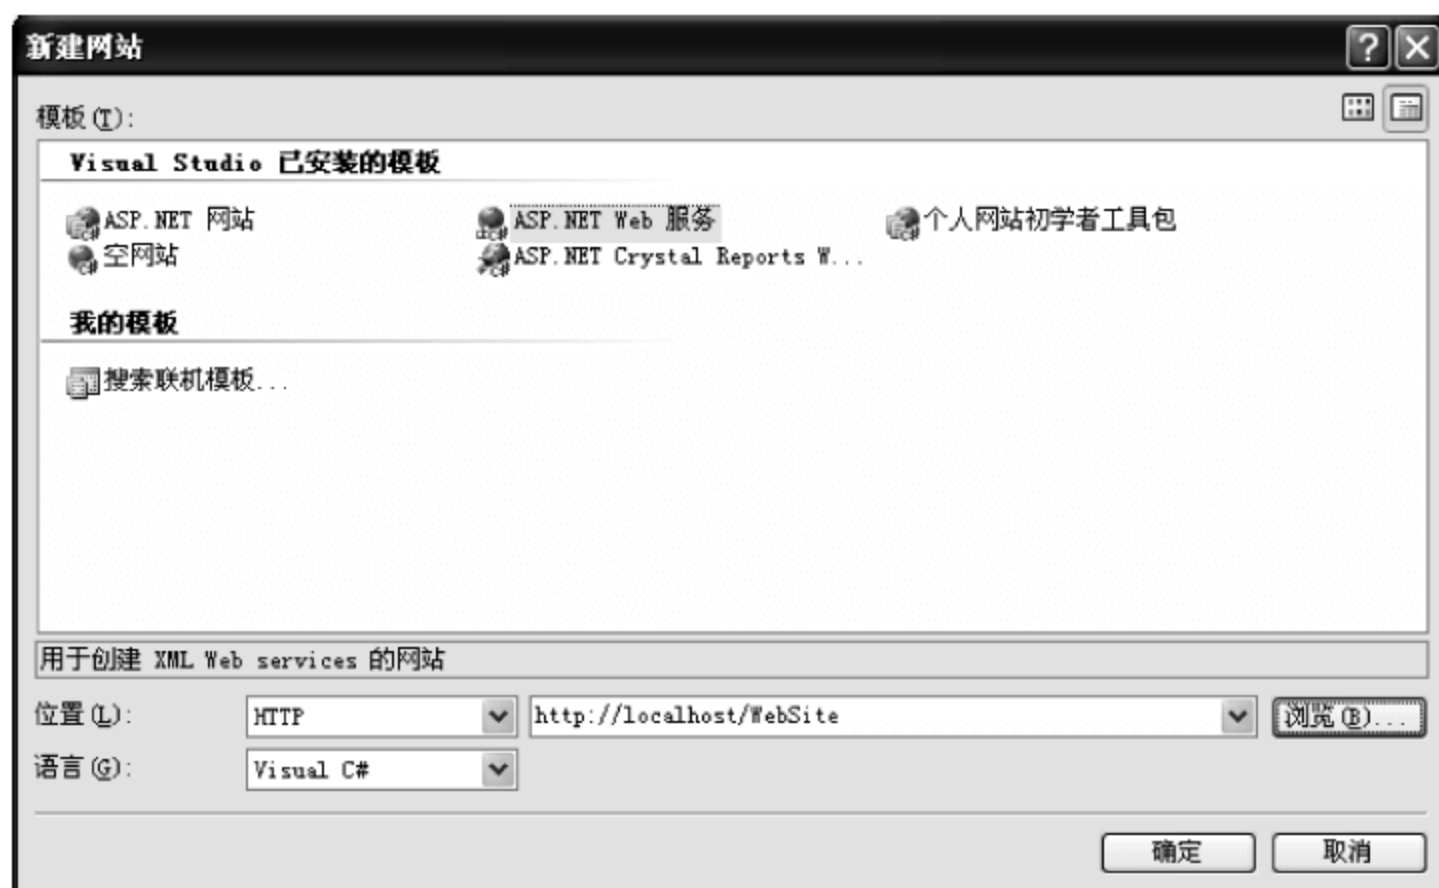 新建网站
模板(T):
Visual Studio 已安装的模板
ASP.NET 网站
ASP.NET Web 服务
个人网站初学者工具包
空网站
ASP.NET Crystal Reports W...
我的模板
搜索联机模板...
用于创建 XML Web services 的网站
位置(L):
HTTP
http://localhost/WebSite
浏览(B)...
语言(G):
Visual C#
确定
取消